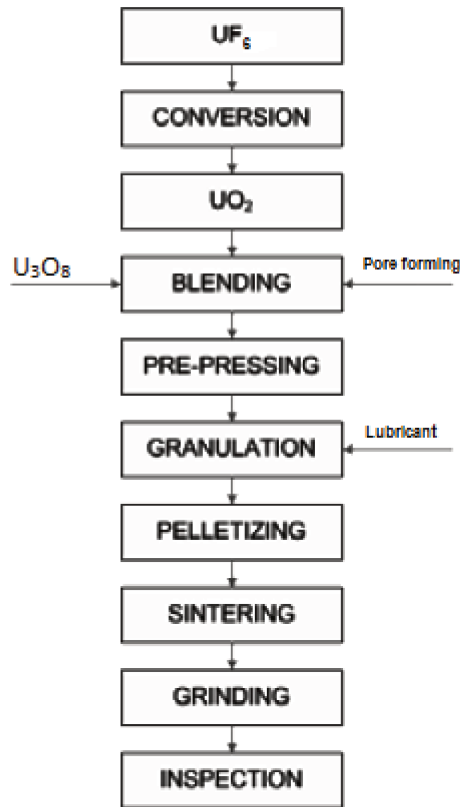 UF₆
CONVERSION
UO₂
U₃O₈
Pore forming
BLENDING
PRE-PRESSING
Lubricant
GRANULATION
PELLETIZING
SINTERING
GRINDING
INSPECTION